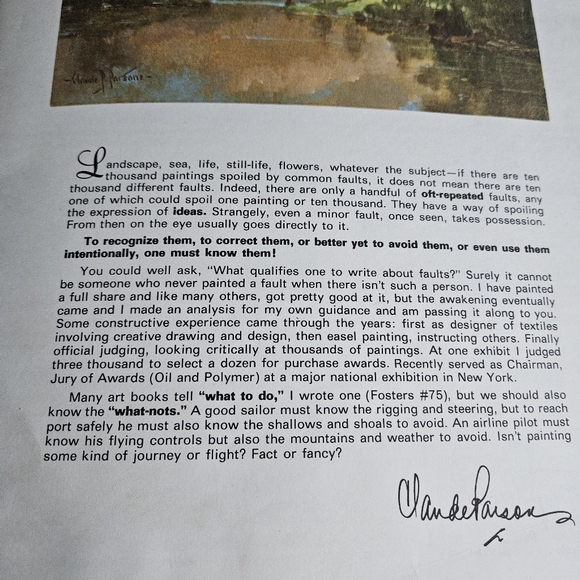 -Claude P. Parsons-
Landscape, sea, life, still-life, flowers, whatever the subject—if there are ten
thousand paintings spoiled by common faults, it does not mean there are ten
thousand different faults. Indeed, there are only a handful of oft-repeated faults, any
one of which could spoil one painting or ten thousand. They have a way of spoiling
the expression of ideas. Strangely, even a minor fault, once seen, takes possession.
From then on the eye usually goes directly to it.
To recognize them, to correct them, or better yet to avoid them, or even use them
intentionally, one must know them!
You could well ask, "What qualifies one to write about faults?" Surely it cannot
be someone who never painted a fault when there isn't such a person. I have painted
a full share and like many others, got pretty good at it, but the awakening eventually
came and I made an analysis for my own guidance and am passing it along to you.
Some constructive experience came through the years: first as designer of textiles
involving creative drawing and design, then easel painting, instructing others. Finally
official judging, looking critically at thousands of paintings. At one exhibit I judged
three thousand to select a dozen for purchase awards. Recently served as Chairman,
Jury of Awards (Oil and Polymer) at a major national exhibition in New York.
Many art books tell "what to do," I wrote one (Fosters #75), but we should also
know the "what-nots." A good sailor must know the rigging and steering, but to reach
port safely he must also know the shallows and shoals to avoid. An airline pilot must
know his flying controls but also the mountains and weather to avoid. Isn't painting
some kind of journey or flight? Fact or fancy?
Claude Parsons